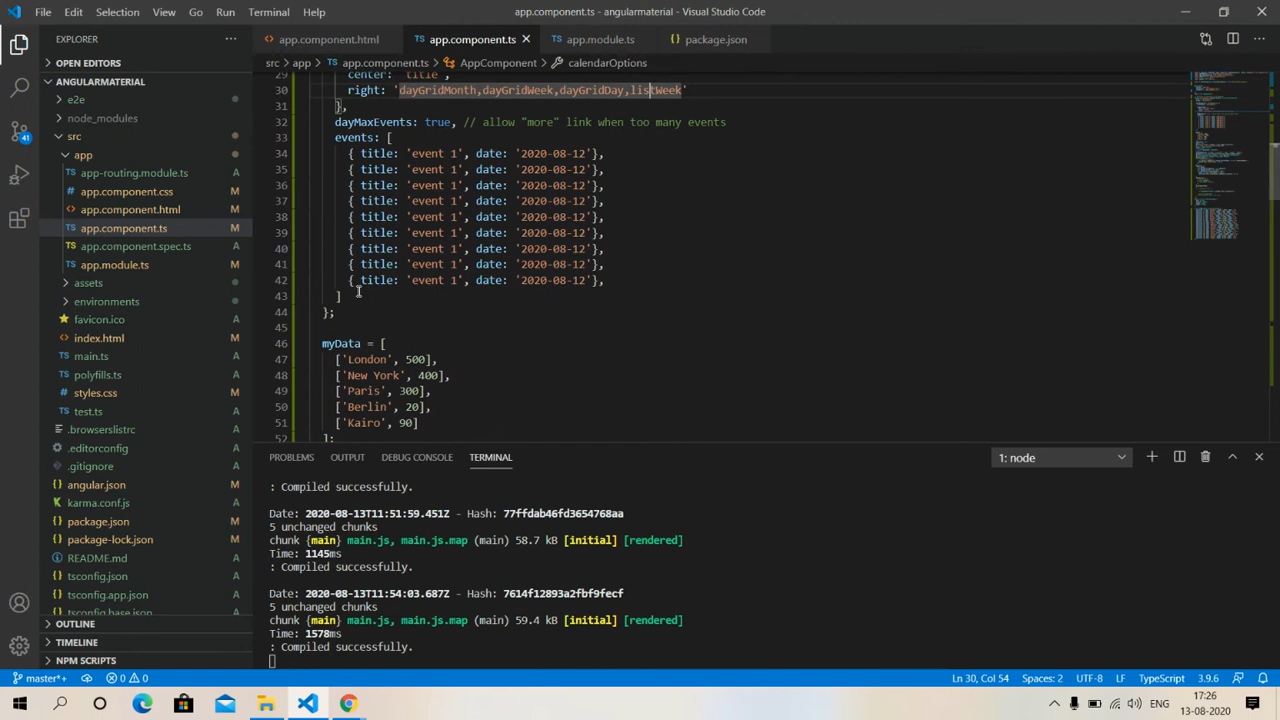 File Edit Selection View Go Run Terminal Help
app.component.ts - angularmaterial - Visual Studio Code
EXPLORER
OPEN EDITORS
ANGULARMATERIAL
e2e
node_modules
src
app
app-routing.module.ts A
app.component.css M
app.component.html M
app.component.ts M
app.component.spec.ts A
app.module.ts M
assets
environments
favicon.ico A
index.html M
main.ts A
polyfills.ts A
styles.css M
test.ts A
.browserslistrc A
.editorconfig A
.gitignore A
angular.json M
karma.conf.js A
package.json M
package-lock.json M
README.md A
tsconfig.json A
tsconfig.app.json A
tsconfig.base.json A
OUTLINE
TIMELINE
NPM SCRIPTS
41
app.component.html app.component.ts app.module.ts package.json
src > app > app.component.ts > AppComponent > calendarOptions
29 center: 'title',
30 right: 'dayGridMonth,dayGridWeek,dayGridDay,listWeek'
31 },
32 dayMaxEvents: true, // allow "more" link when too many events
33 events: [
34 { title: 'event 1', date: '2020-08-12'},
35 { title: 'event 1', date: '2020-08-12'},
36 { title: 'event 1', date: '2020-08-12'},
37 { title: 'event 1', date: '2020-08-12'},
38 { title: 'event 1', date: '2020-08-12'},
39 { title: 'event 1', date: '2020-08-12'},
40 { title: 'event 1', date: '2020-08-12'},
41 { title: 'event 1', date: '2020-08-12'},
42 { title: 'event 1', date: '2020-08-12'},
43 ]
44 };
45
46 myData = [
47 ['London', 500],
48 ['New York', 400],
49 ['Paris', 300],
50 ['Berlin', 20],
51 ['Kairo', 90]
52 ];
PROBLEMS OUTPUT DEBUG CONSOLE TERMINAL
1: node
: Compiled successfully.
Date: 2020-08-13T11:51:59.451Z - Hash: 77ffdab46fd3654768aa
5 unchanged chunks
chunk {main} main.js, main.js.map (main) 58.7 kB [initial] [rendered]
Time: 1145ms
: Compiled successfully.
Date: 2020-08-13T11:54:03.687Z - Hash: 7614f12893a2fbf9fecf
5 unchanged chunks
chunk {main} main.js, main.js.map (main) 59.4 kB [initial] [rendered]
Time: 1578ms
: Compiled successfully.
master*+ 0 0
Ln 30, Col 54 Spaces: 2 UTF-8 LF TypeScript 3.9.6
ENG
17:26
13-08-2020